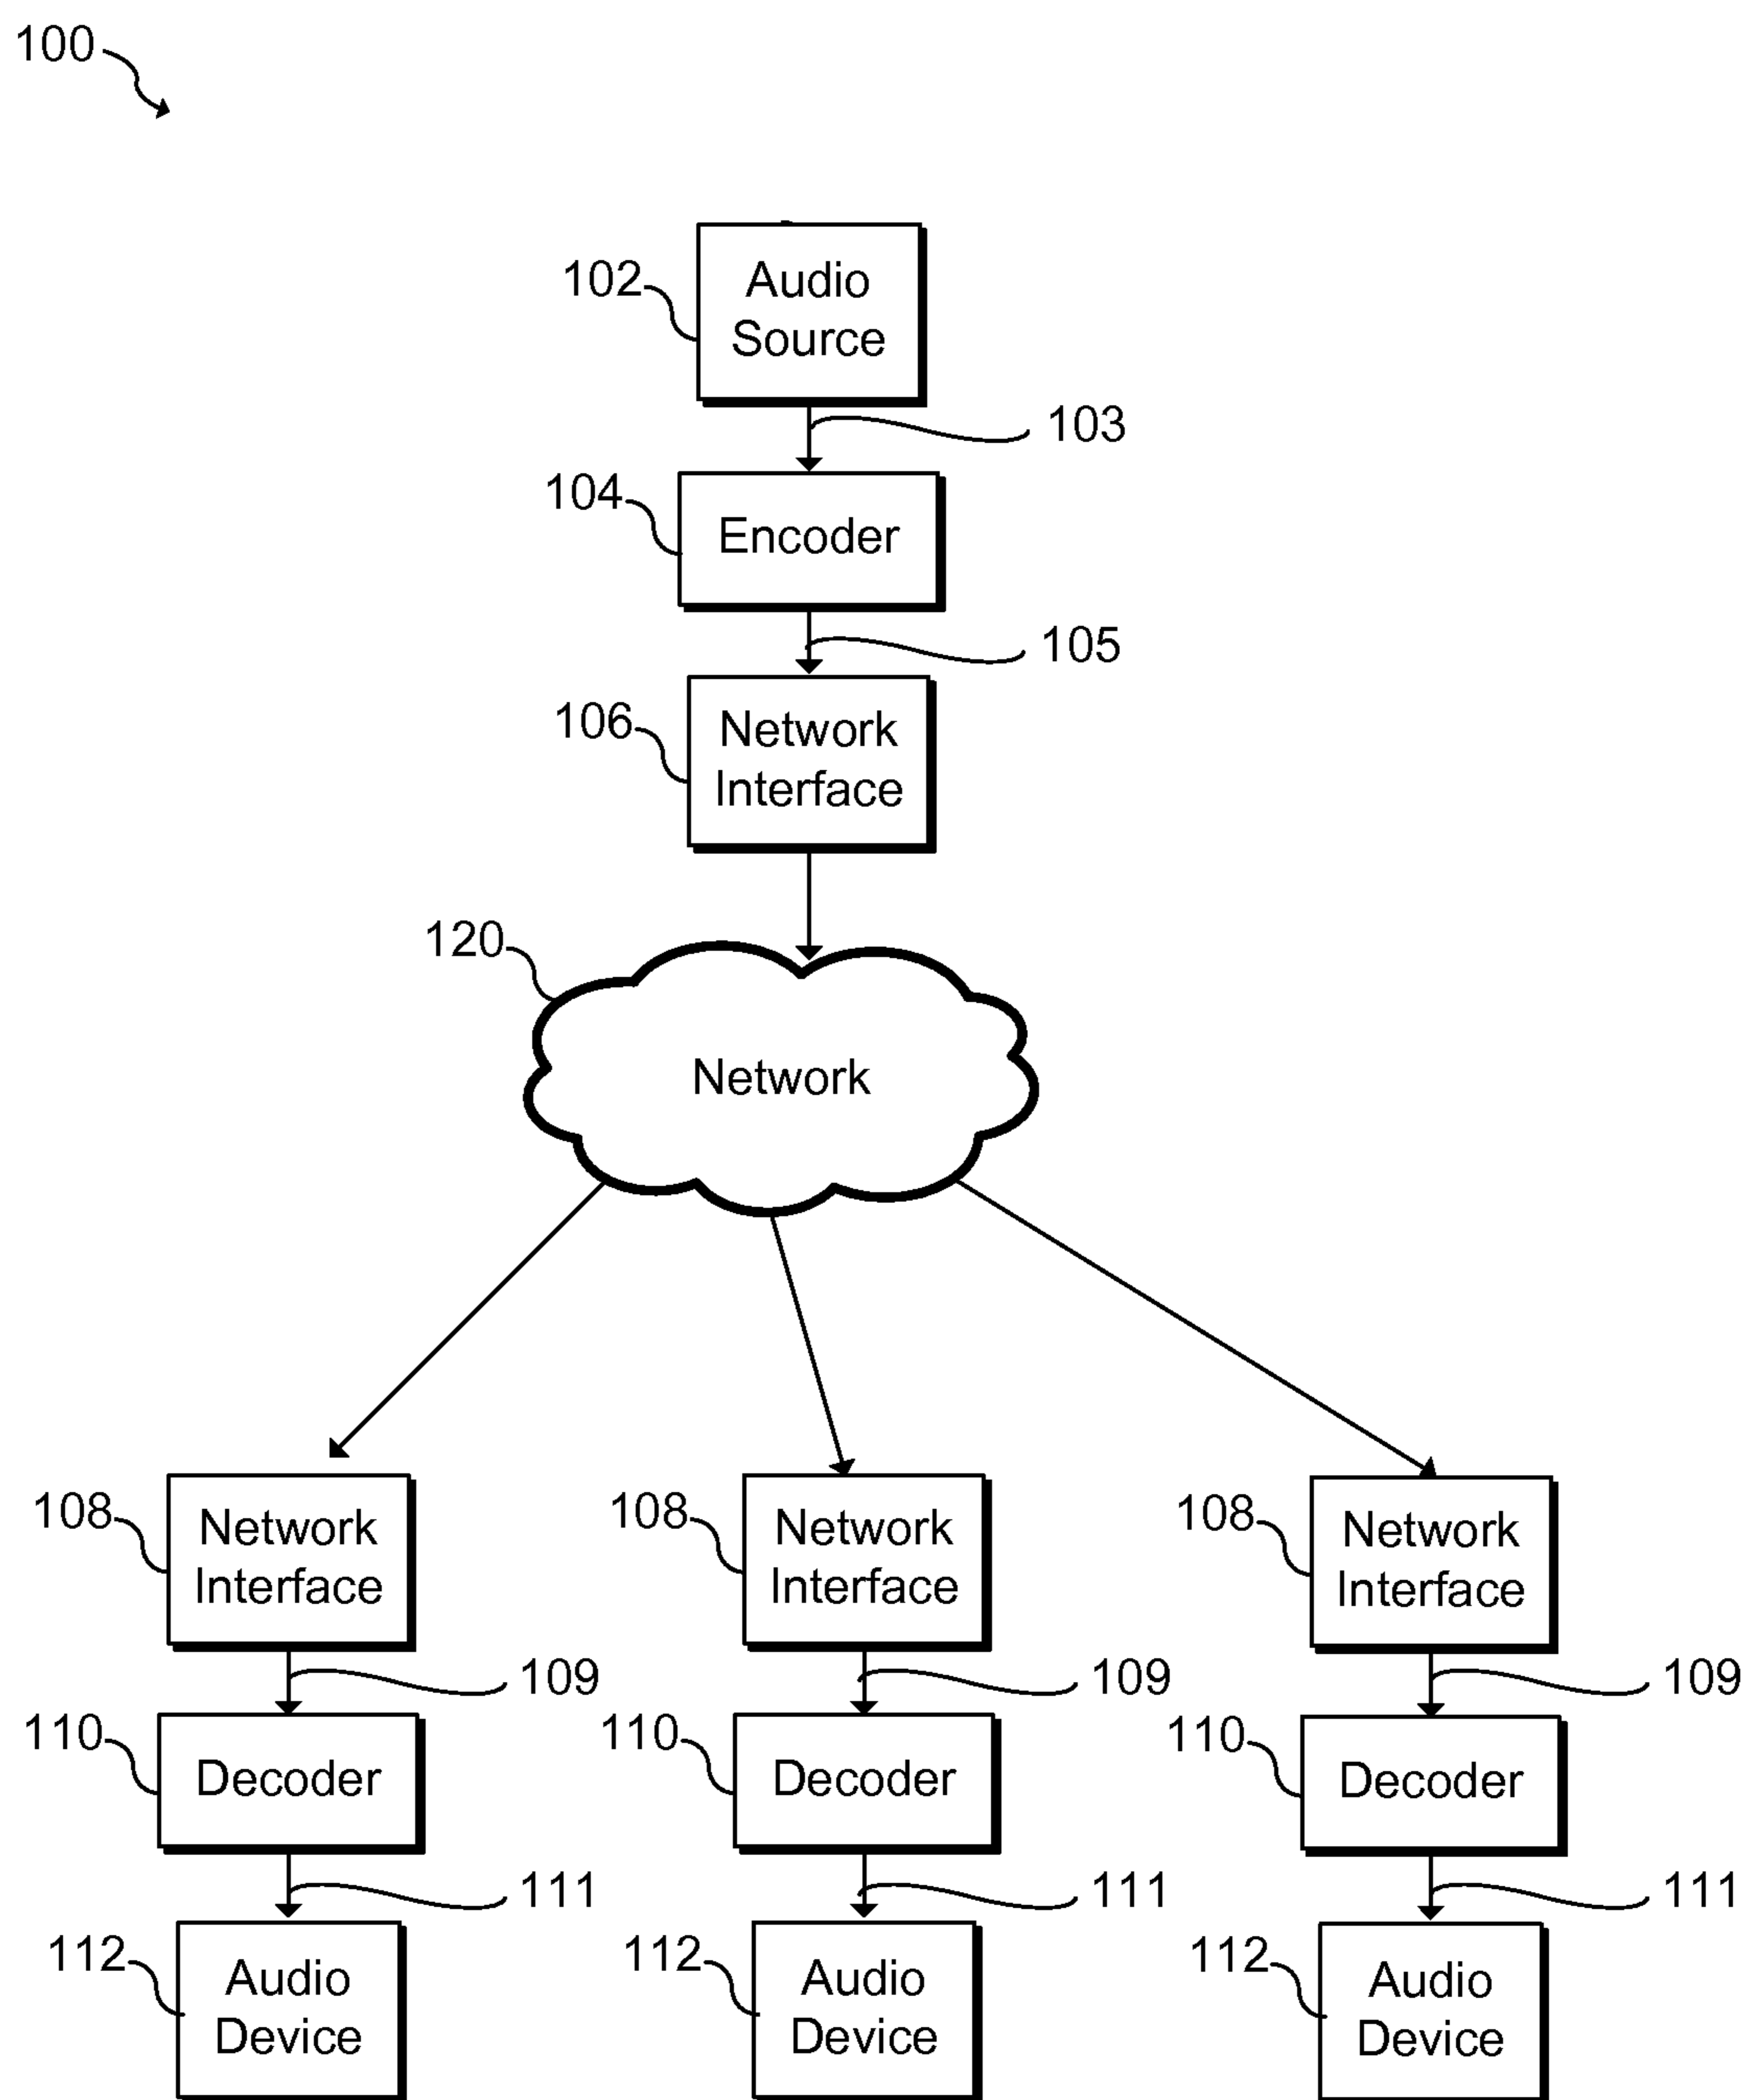 100
102
Audio
Source
103
104
Encoder
105
106
Network
Interface
120
Network
108
Network
Interface
108
Network
Interface
108
Network
Interface
109
109
109
110
Decoder
110
Decoder
110
Decoder
111
111
111
112
Audio
Device
112
Audio
Device
112
Audio
Device